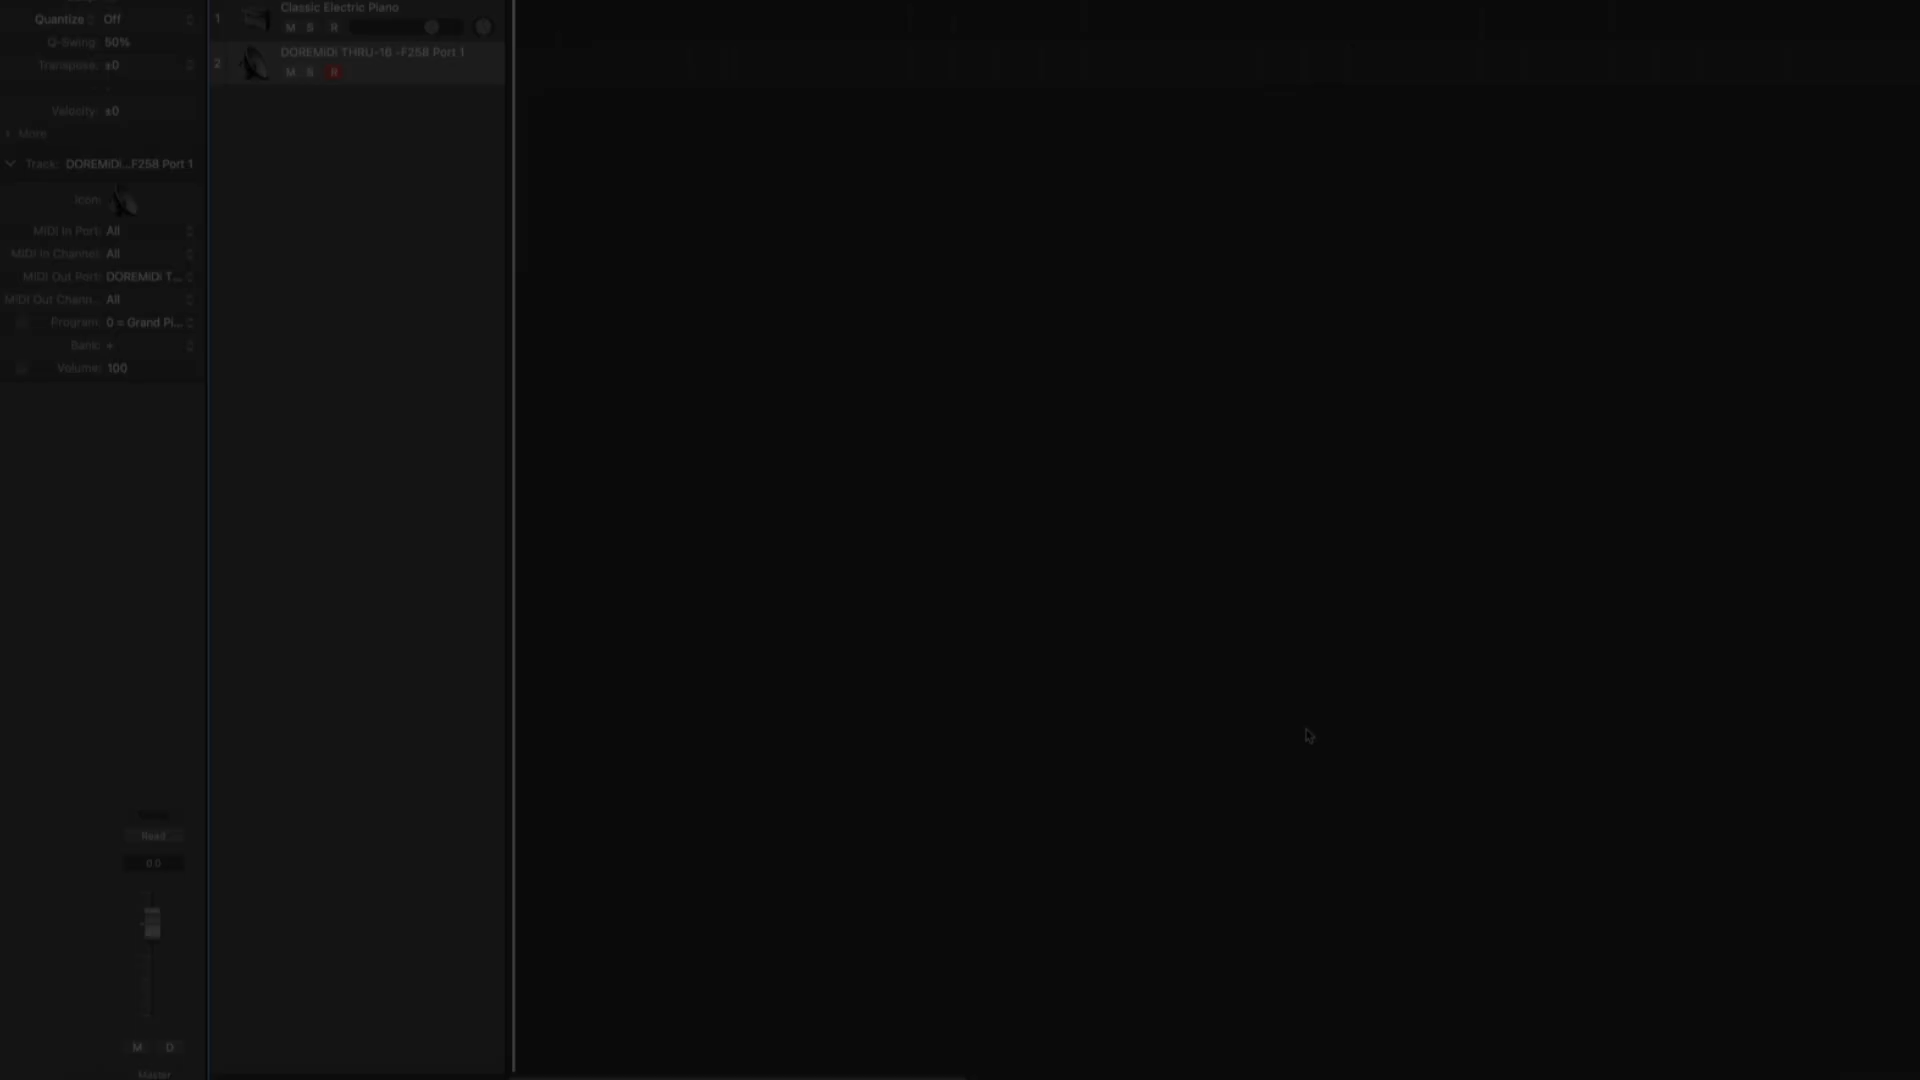 Quantize Off
Q-Swing: 50%
Transpose: ±0
Velocity: ±0
More
Track: DOREMiDi...F258 Port 1
Icon:
MIDI In Port: All
MIDI In Channel: All
MIDI Out Port: DOREMiDi T...
MIDI Out Chann... All
Program: 0 = Grand Pi...
Bank: ÷
Volume: 100
Read
0.0
M D
Master
1 Classic Electric Piano
M S R
2 DOREMiDi THRU-16 -F258 Port 1
M S R